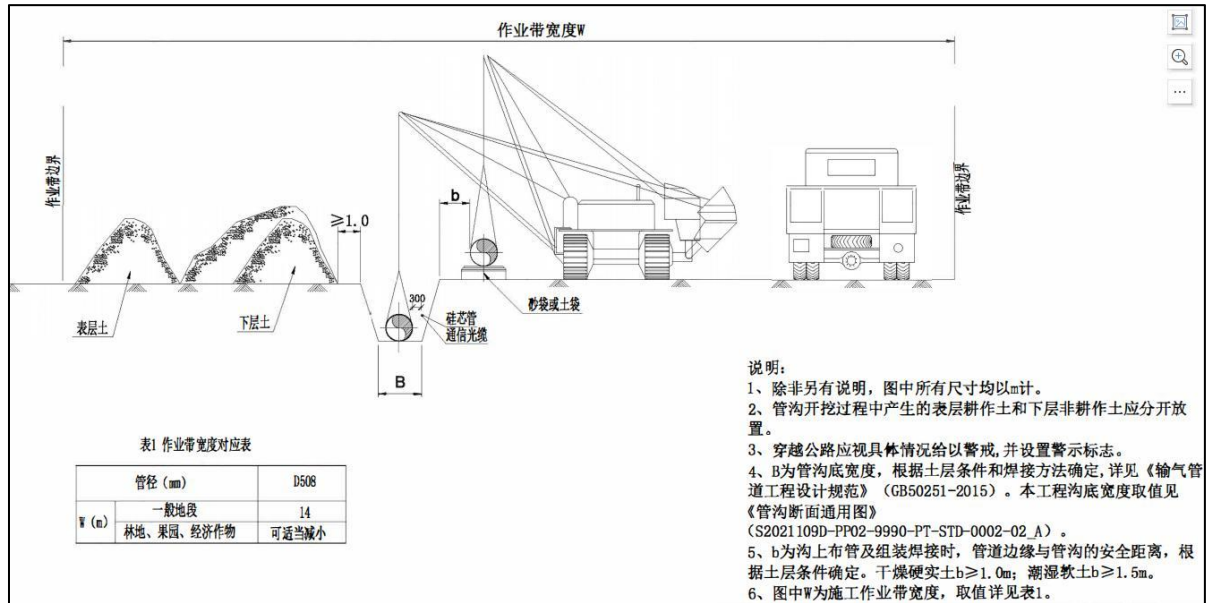 作业带宽度W
作业带边界
作业带边界
≥1.0
b
300
硅芯管
通信光缆
砂袋或土袋
表层土
下层土
B
表1 作业带宽度对应表
管径（mm） D508
W（m） 一般地段 14
林地、果园、经济作物 可适当减小
说明：
1、除非另有说明，图中所有尺寸均以m计。
2、管沟开挖过程中产生的表层耕作土和下层非耕作土应分开放
置。
3、穿越公路应视具体情况给以警戒,并设置警示标志。
4、B为管沟底宽度，根据土层条件和焊接方法确定,详见《输气管
道工程设计规范》（GB50251-2015）。本工程沟底宽度取值见
《管沟断面通用图》
（S2021109D-PP02-9990-PT-STD-0002-02_A）。
5、b为沟上布管及组装焊接时，管道边缘与管沟的安全距离，根
据土层条件确定。干燥硬实土b≥1.0m；潮湿软土b≥1.5m。
6、图中W为施工作业带宽度，取值详见表1。